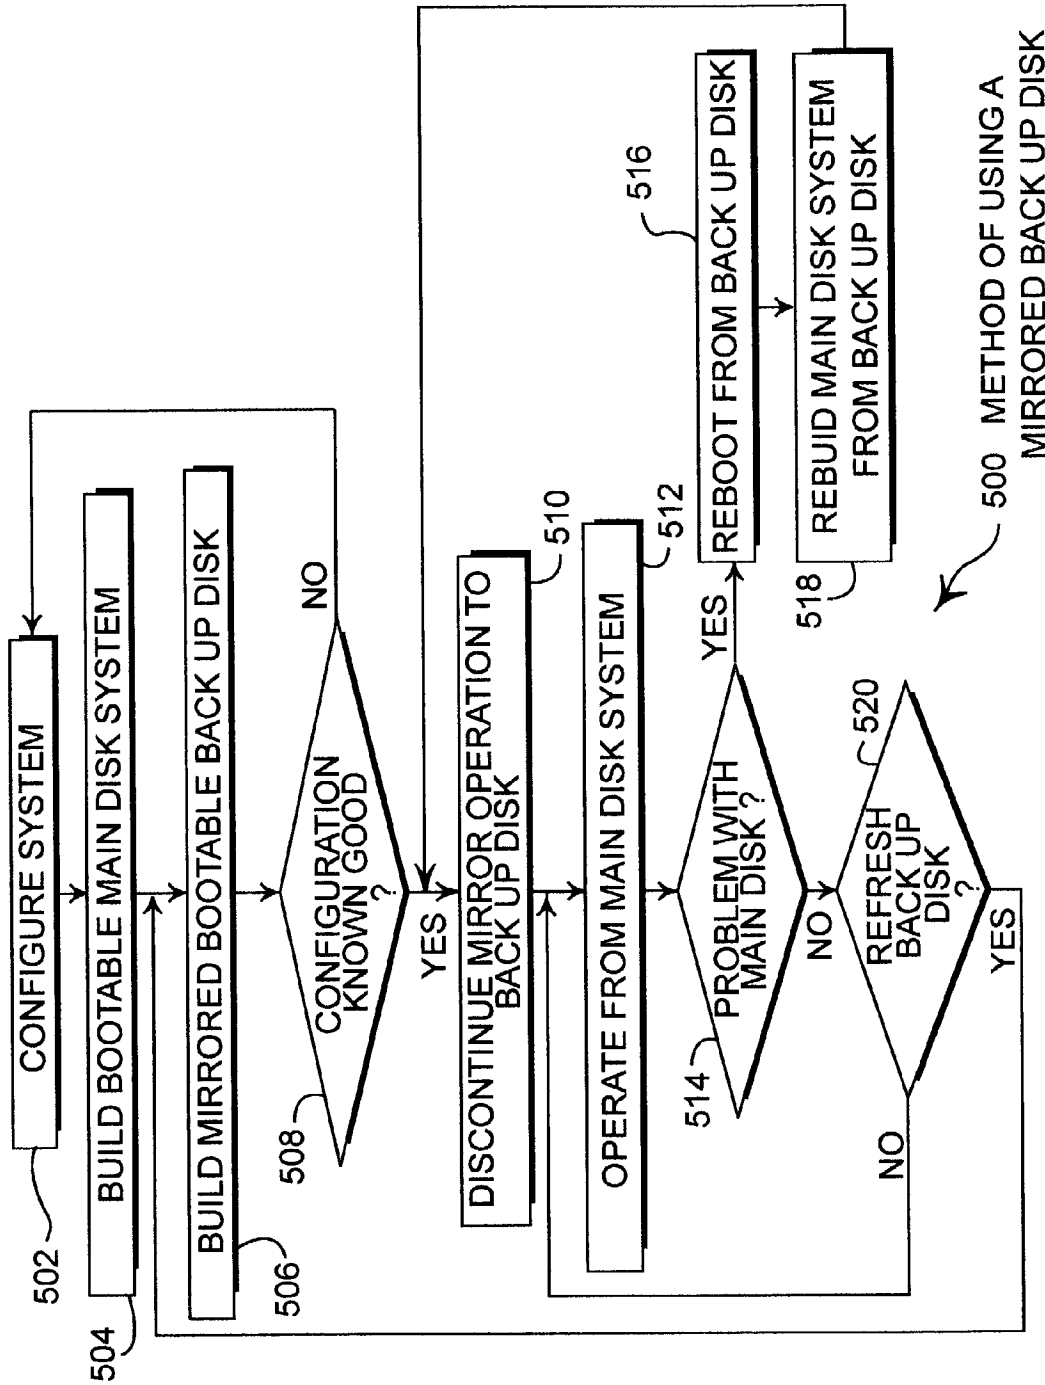 CONFIGURE SYSTEM
502
BUILD BOOTABLE MAIN DISK SYSTEM
504
BUILD MIRRORED BOOTABLE BACK UP DISK
506
CONFIGURATION
KNOWN GOOD
?
508
NO
YES
DISCONTINUE MIRROR OPERATION TO
BACK UP DISK
510
OPERATE FROM MAIN DISK SYSTEM
512
PROBLEM WITH
MAIN DISK ?
514
YES
NO
REBOOT FROM BACK UP DISK
516
REBUID MAIN DISK SYSTEM
FROM BACK UP DISK
518
REFRESH
BACK UP
DISK
?
520
NO
YES
500 METHOD OF USING A
MIRRORED BACK UP DISK